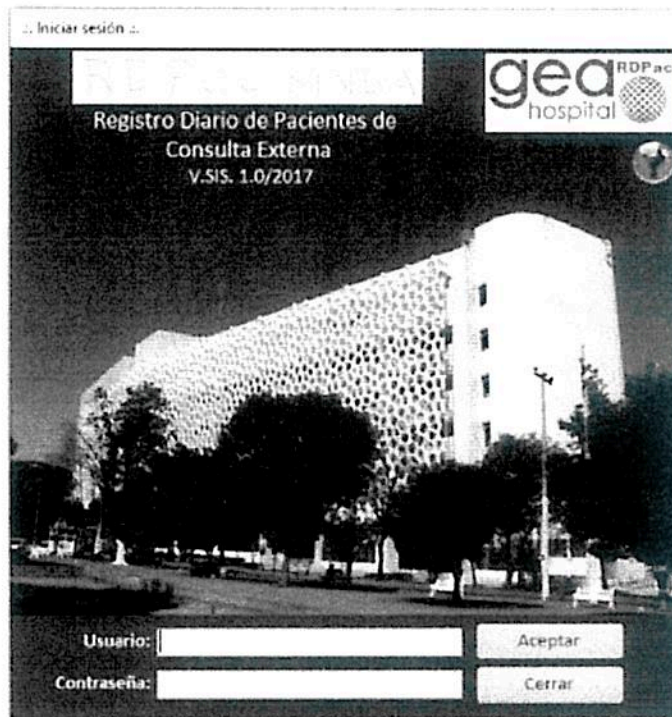 .:. Iniciar sesión .:.
gea
RDPac
hospital
Registro Diario de Pacientes de
Consulta Externa
V.SIS. 1.0/2017
Usuario:
Aceptar
Contraseña:
Cerrar